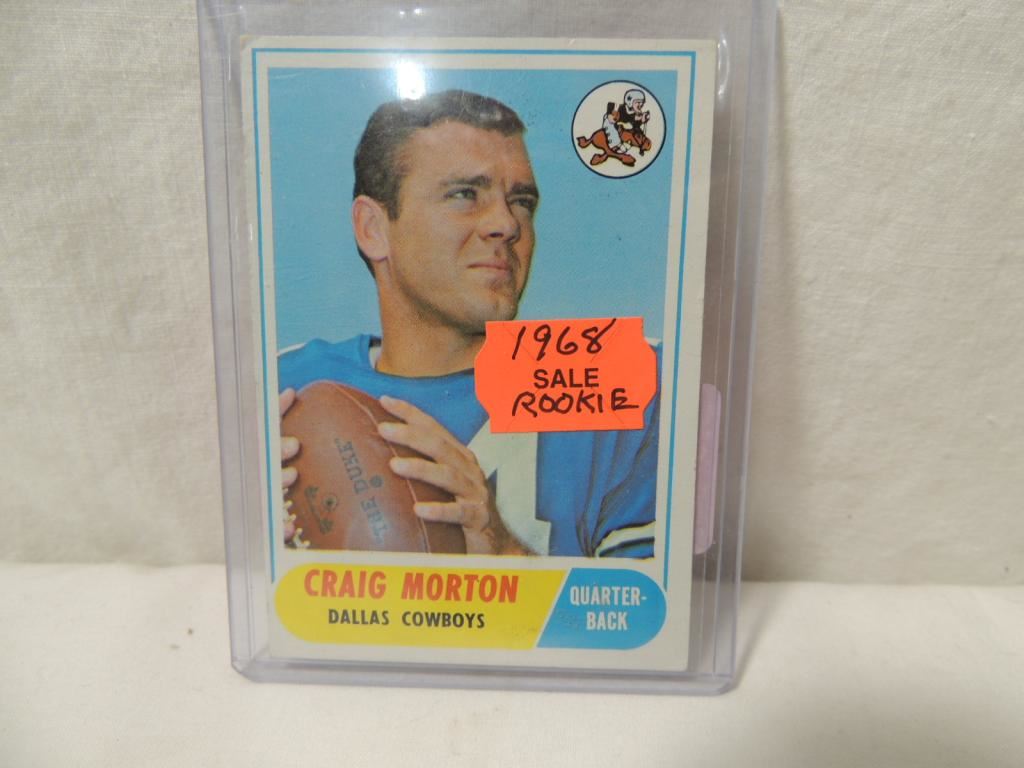 1968
SALE
ROOKIE
"THE DUKE"
®
CRAIG MORTON
DALLAS COWBOYS
QUARTER-
BACK